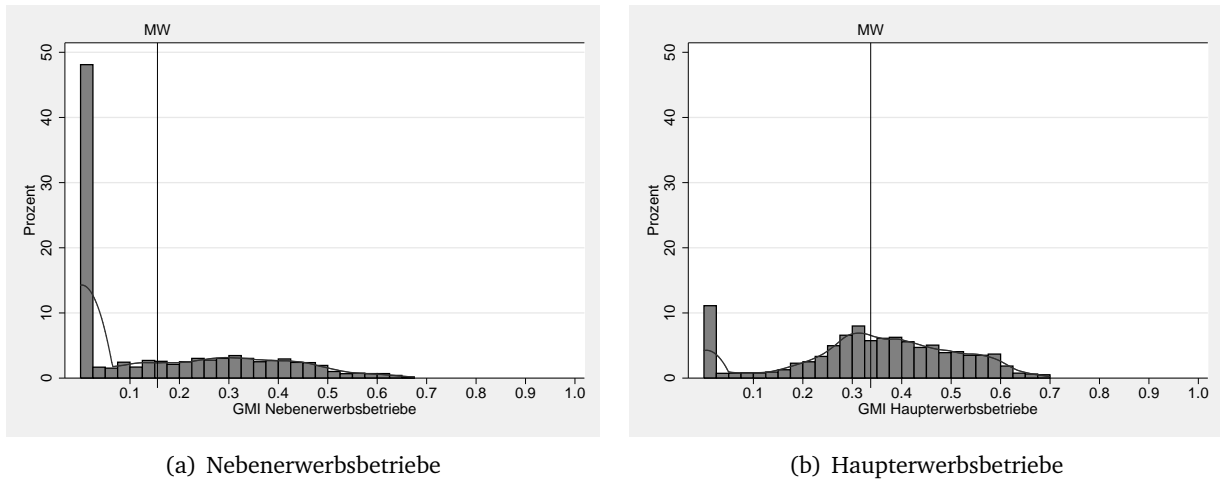 MW
50
40
30
20
10
0
Prozent
0.1 0.2 0.3 0.4 0.5 0.6 0.7 0.8 0.9 1.0
GMI Nebenerwerbsbetriebe
(a) Nebenerwerbsbetriebe
MW
50
40
30
20
10
0
Prozent
0.1 0.2 0.3 0.4 0.5 0.6 0.7 0.8 0.9 1.0
GMI Haupterwerbsbetriebe
(b) Haupterwerbsbetriebe